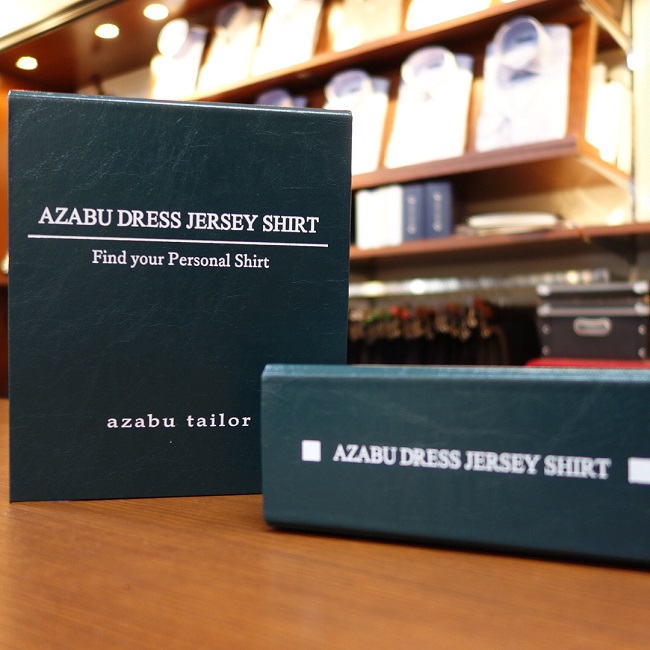 AZABU DRESS JERSEY SHIRT
Find your Personal Shirt
azabu tailor
AZABU DRESS JERSEY SHIRT